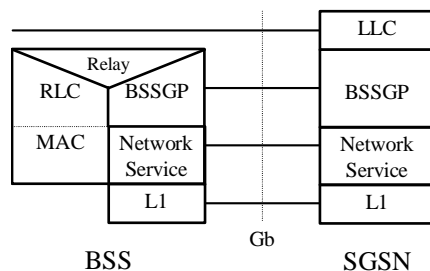 LLC
Relay
RLC
BSSGP
BSSGP
MAC
Network
Service
Network
Service
L1
L1
Gb
BSS
SGSN